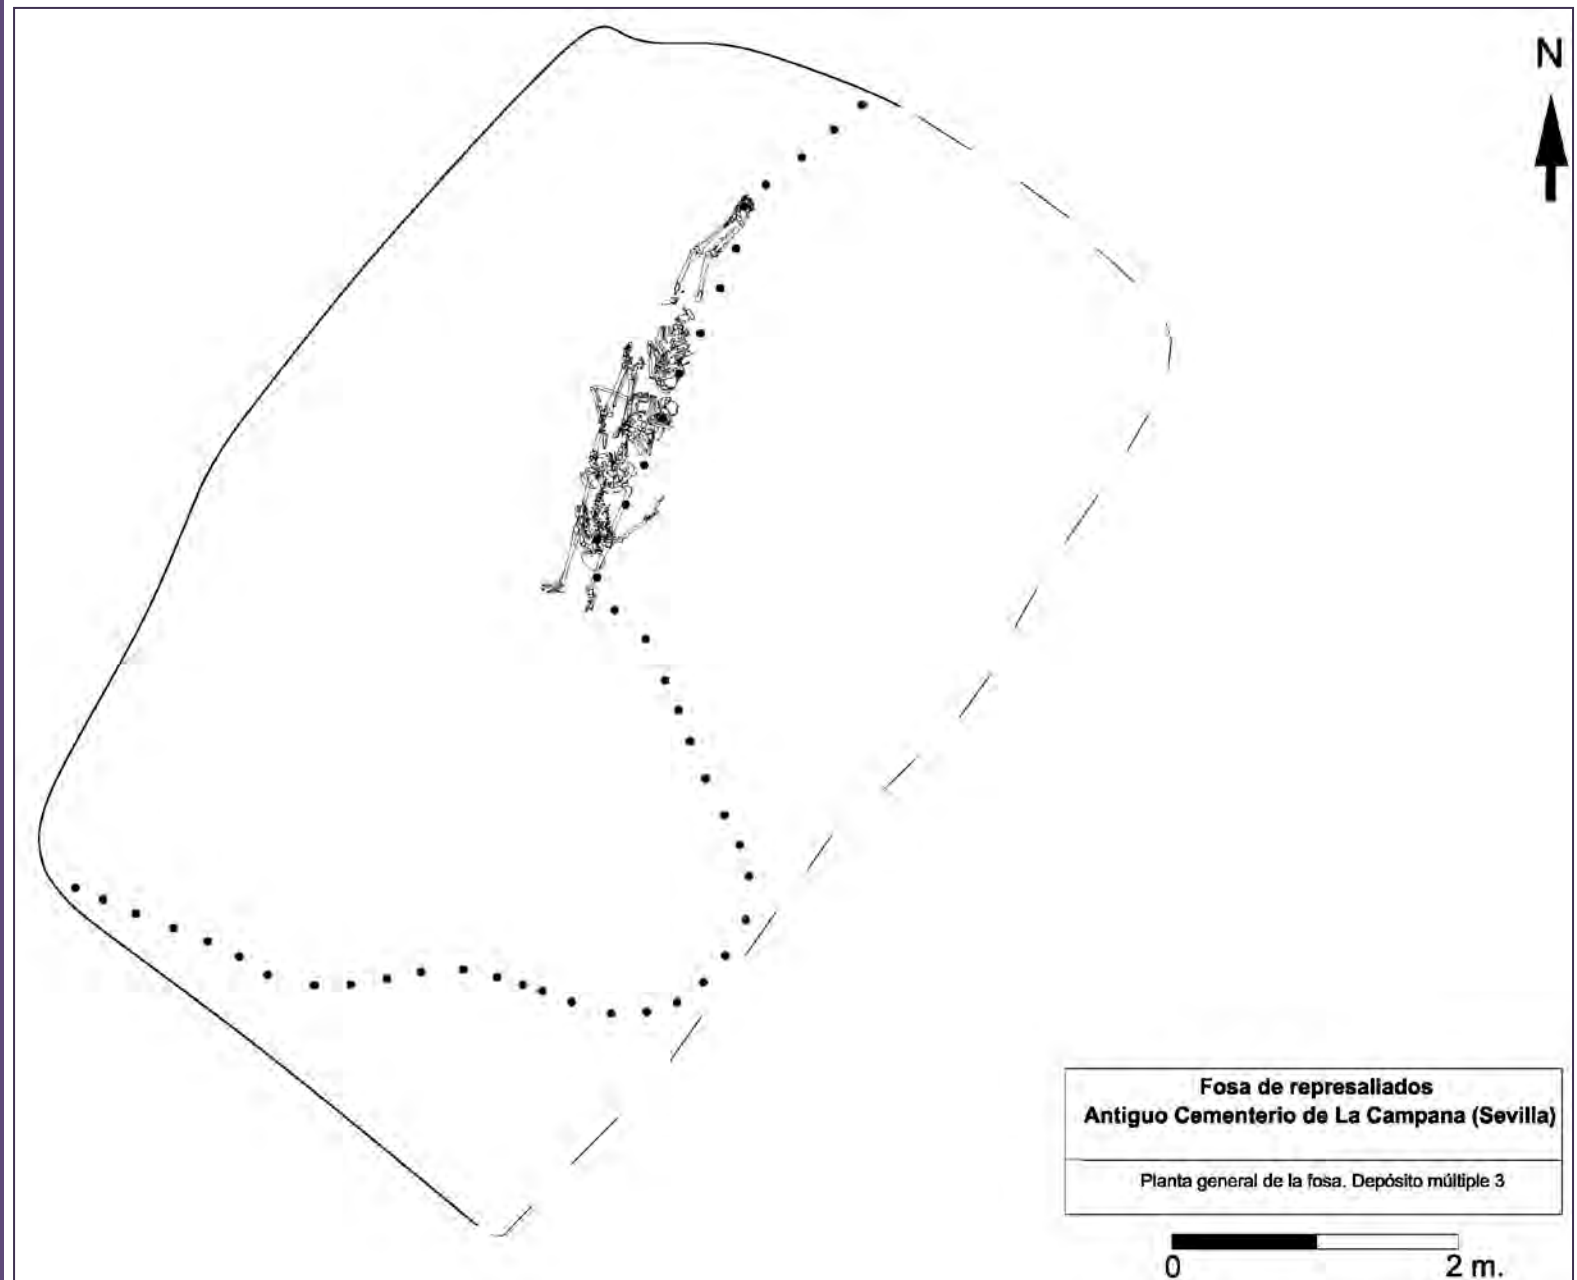 N
Fosa de represaliados
Antiguo Cementerio de La Campana (Sevilla)
Planta general de la fosa. Depósito múltiple 3
0 2 m.